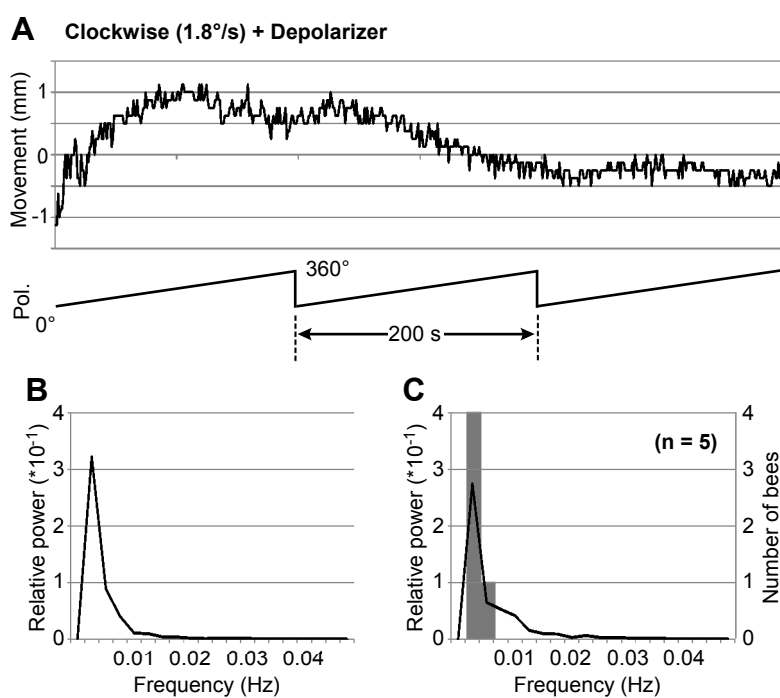 A Clockwise (1.8°/s) + Depolarizer
Movement (mm)
1
0
-1
Pol.
0°
360°
200 s
B
Relative power (*10-1)
4
3
2
1
0
0.01 0.02 0.03 0.04
Frequency (Hz)
C
Relative power (*10-1)
4
3
2
1
0
(n = 5)
4
3
2
1
0
Number of bees
0.01 0.02 0.03 0.04
Frequency (Hz)